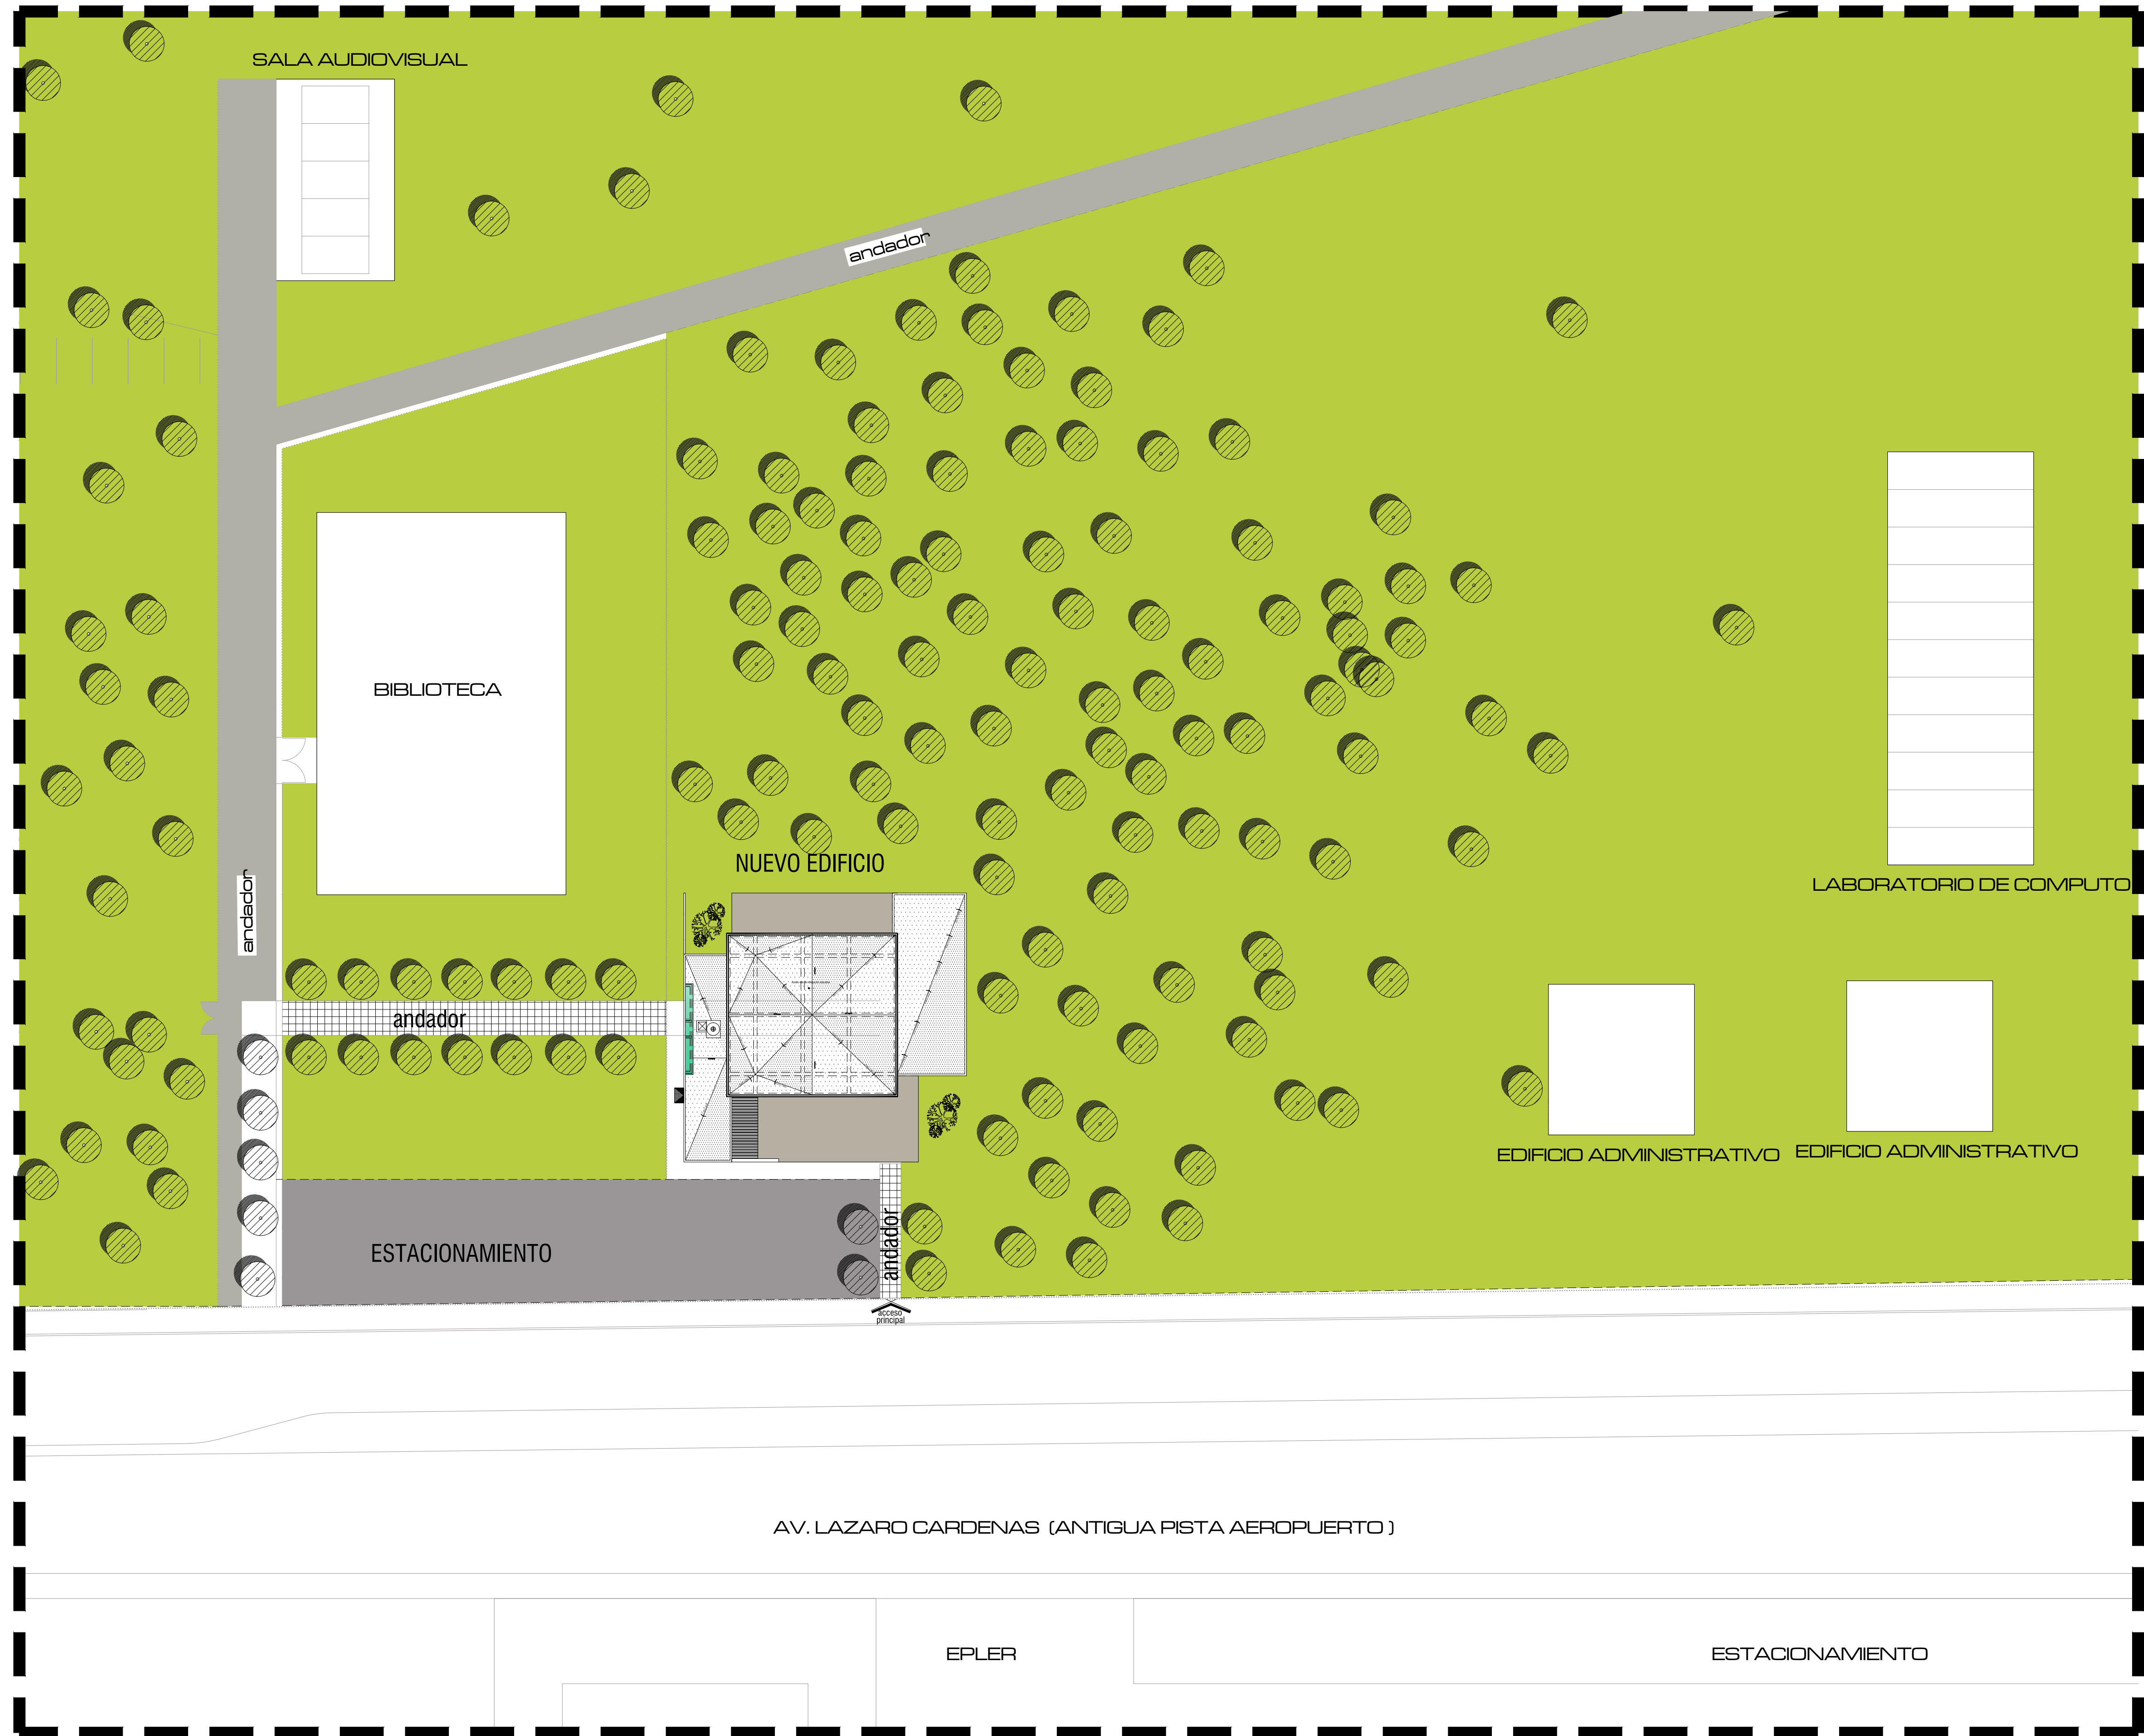 SALA AUDIOVISUAL
andador
BIBLIOTECA
NUEVO EDIFICIO
LABORATORIO DE COMPUTO
andador
andador
EDIFICIO ADMINISTRATIVO
EDIFICIO ADMINISTRATIVO
ESTACIONAMIENTO
andador
acceso
principal
AV. LAZARO CARDENAS (ANTIGUA PISTA AEROPUERTO )
EPLER
ESTACIONAMIENTO